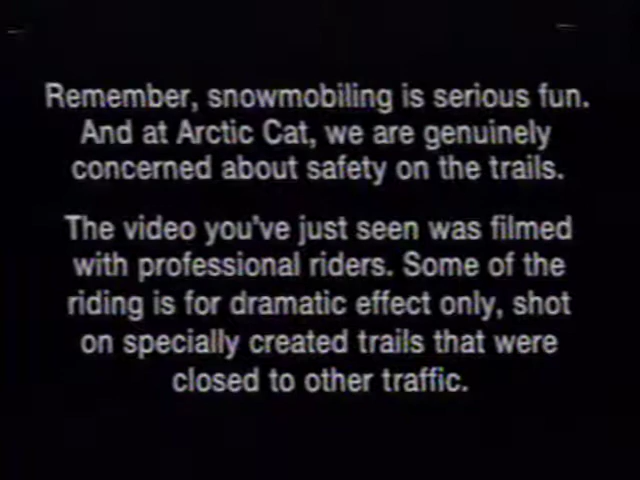 Remember, snowmobiling is serious fun.
And at Arctic Cat, we are genuinely
concerned about safety on the trails.
The video you've just seen was filmed
with professional riders. Some of the
riding is for dramatic effect only, shot
on specially created trails that were
closed to other traffic.